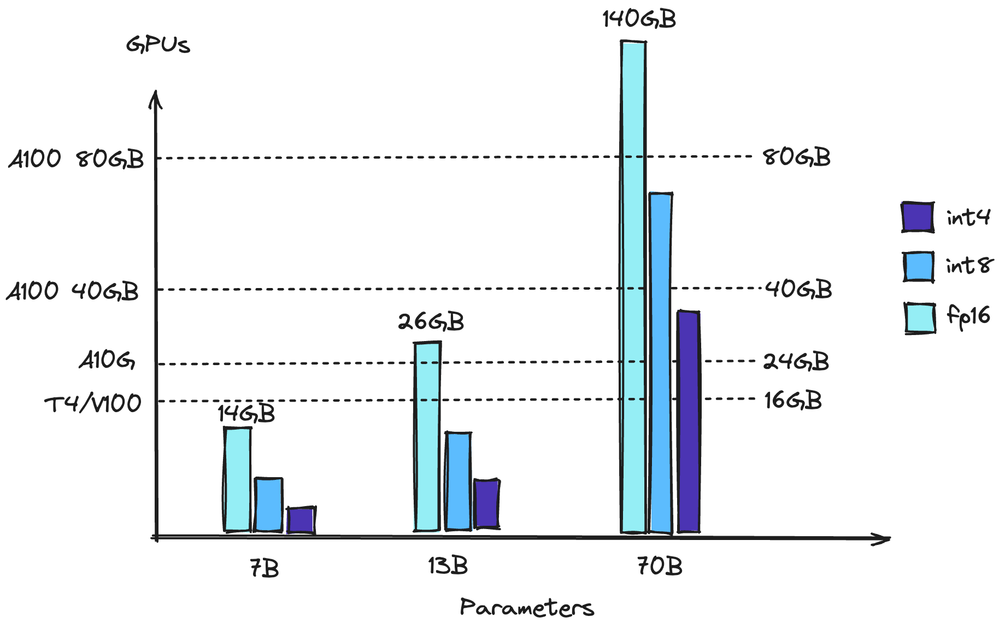 140GB
GPUs
A100 80GB
80GB
int4
int8
A100 40GB
40GB
26GB
fp16
A10G
24GB
T4/V100
14GB
16GB
7B
13B
70B
Parameters